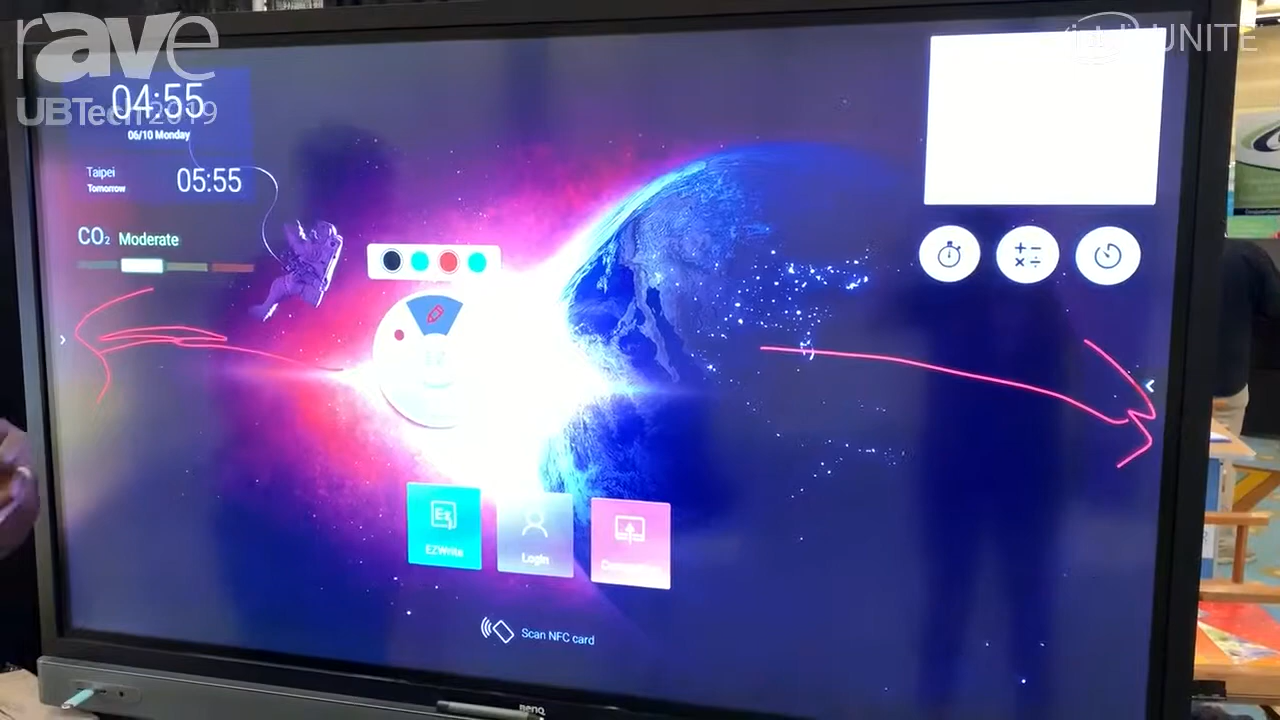 rave
UBTech 2019
UNITE
04:55
06/10 Monday
Taipei
Tomorrow
05:55
CO₂ Moderate
EZWrite
Login
Scan NFC card
BenQ